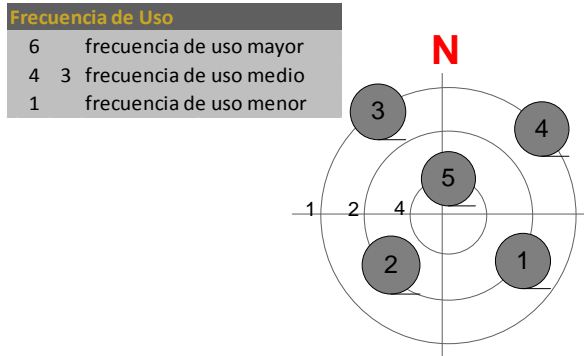 Frecuencia de Uso
6 frecuencia de uso mayor
4 3 frecuencia de uso medio
1 frecuencia de uso menor
N
3
4
5
1 2 4
2
1